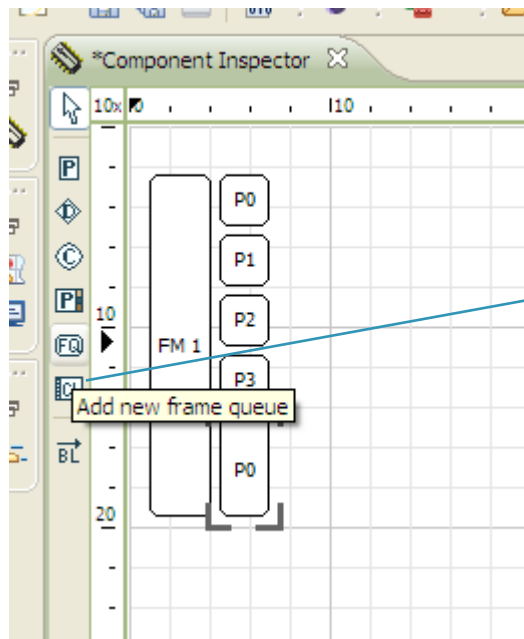 *Component Inspector
10x 0 10
P
D
C
P
10
FQ
BL
20
P0
P1
P2
FM 1
P3
Add new frame queue
P0